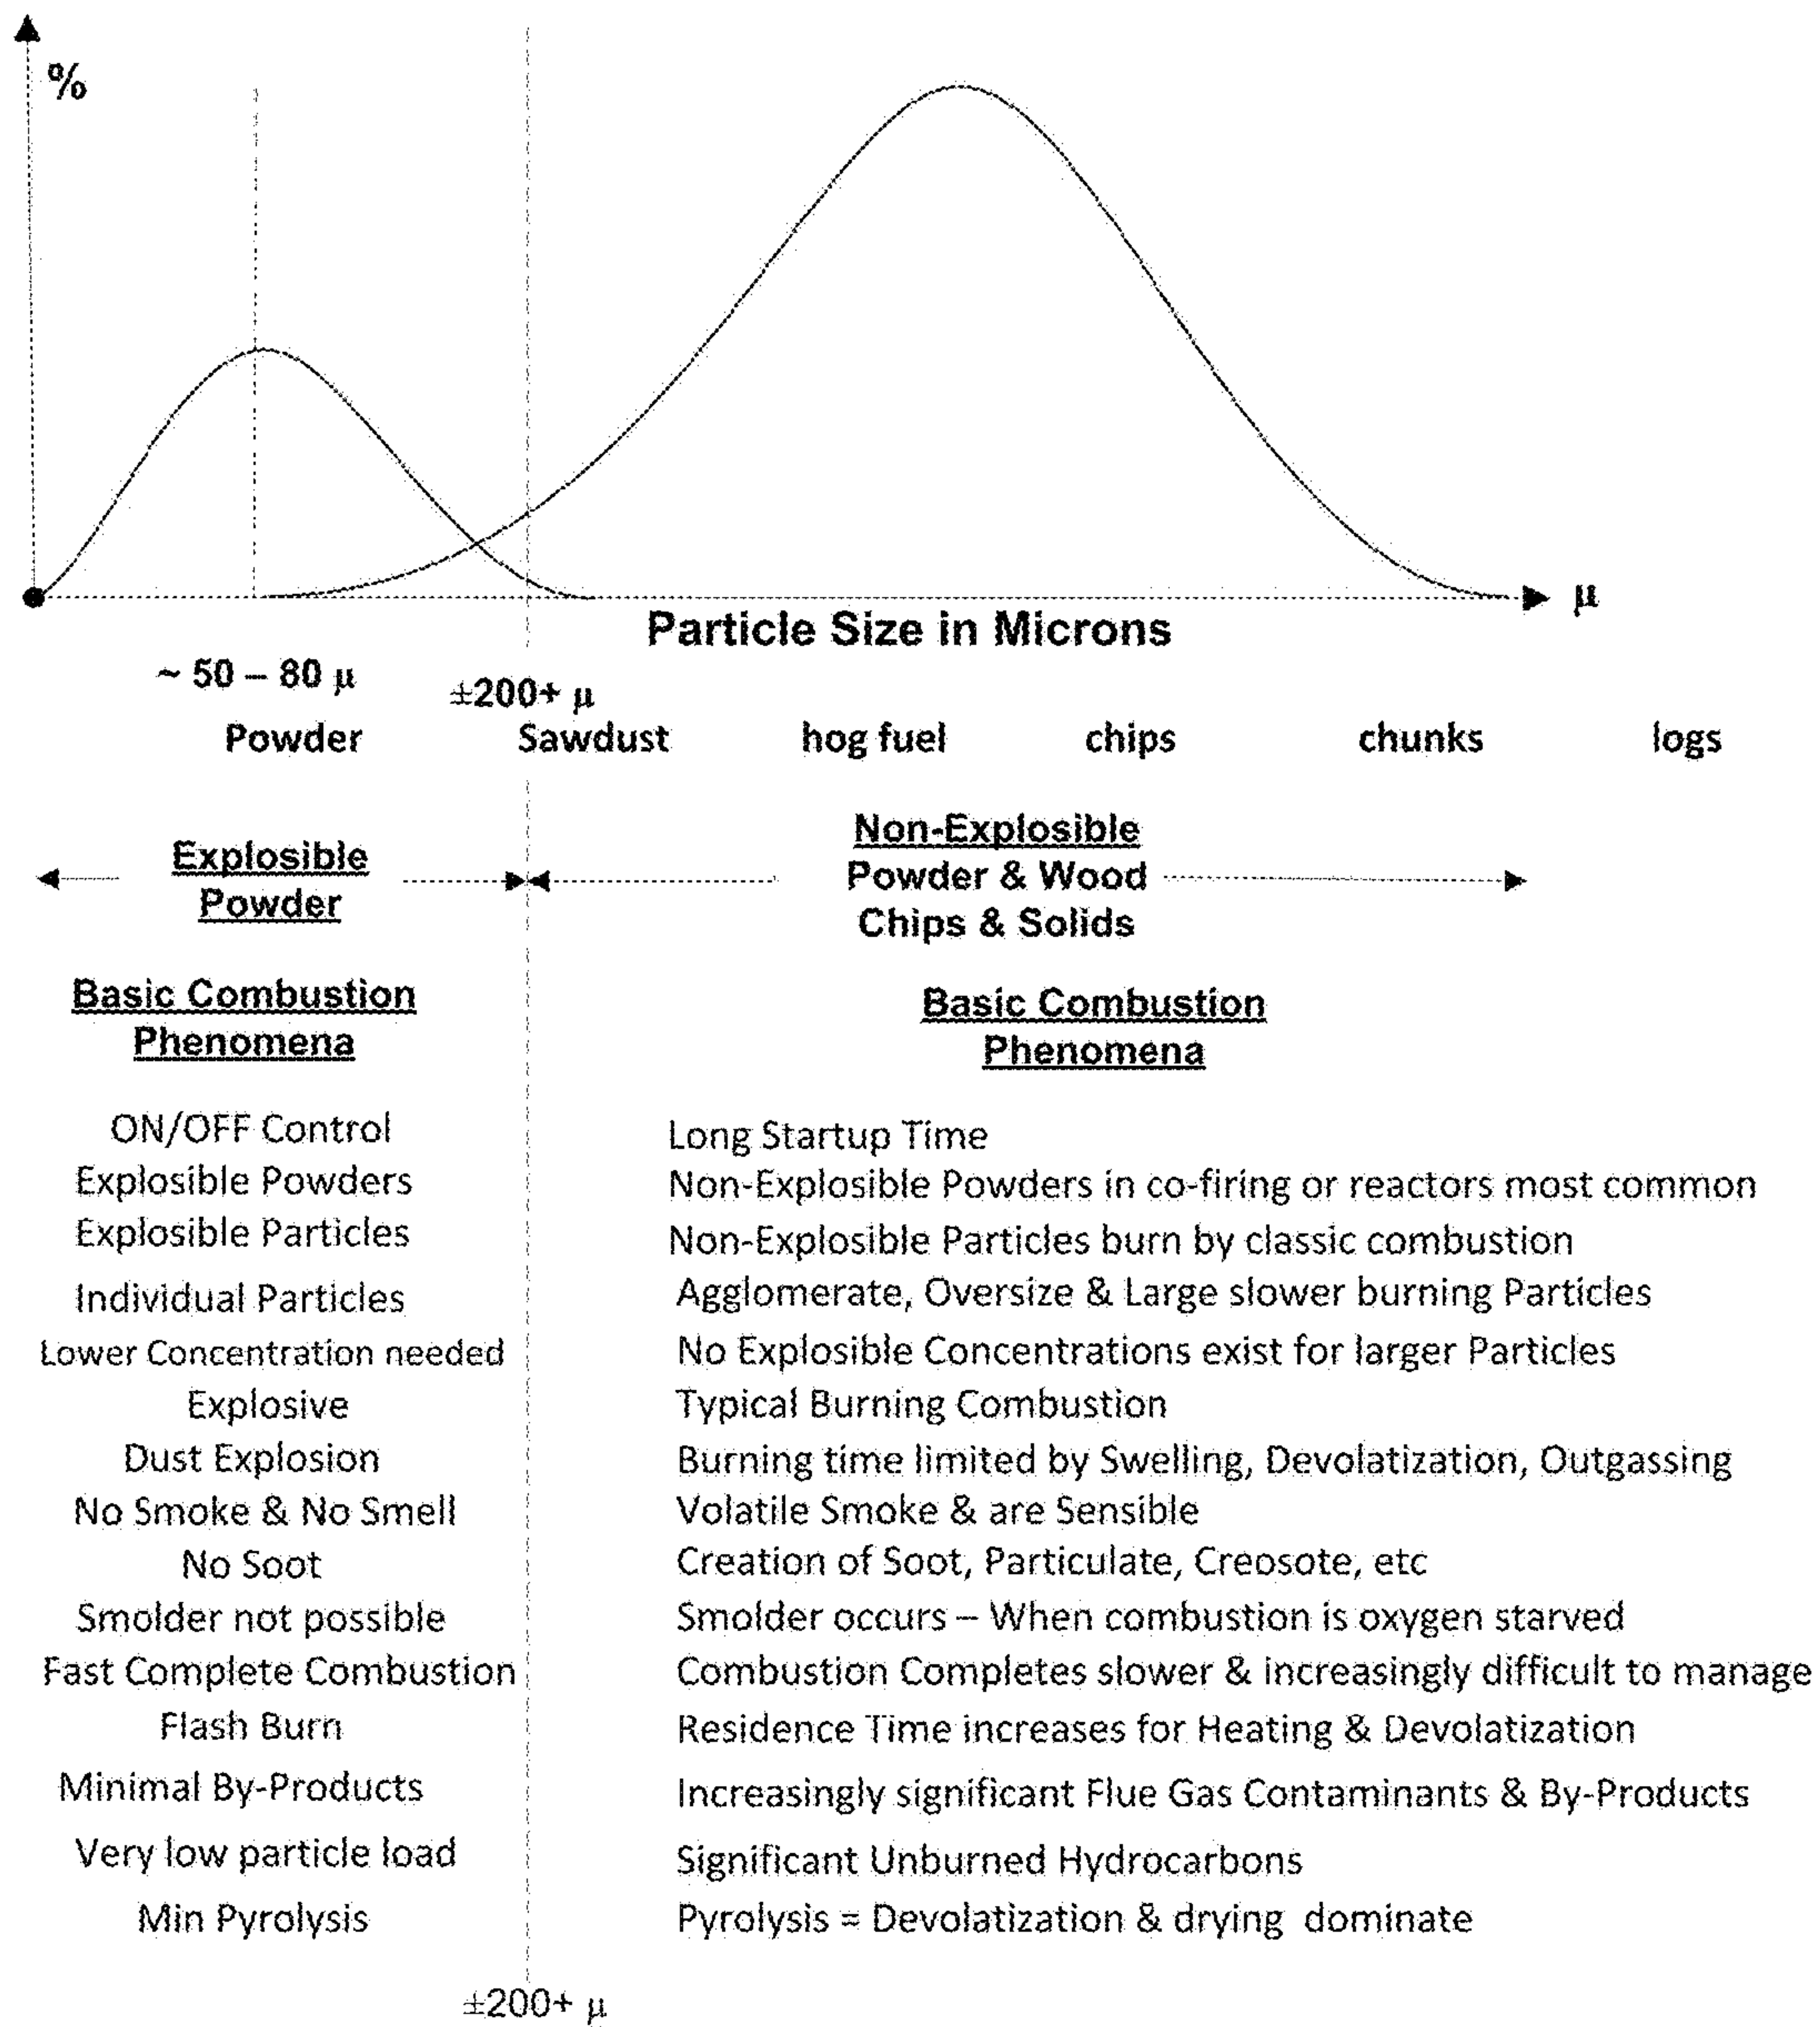 %
μ
Particle Size in Microns
~ 50 – 80 μ
±200+ μ
Powder Sawdust hog fuel chips chunks logs
Explosible
Powder
Non-Explosible
Powder & Wood
Chips & Solids
Basic Combustion
Phenomena
Basic Combustion
Phenomena
ON/OFF Control
Explosible Powders
Explosible Particles
Individual Particles
Lower Concentration needed
Explosive
Dust Explosion
No Smoke & No Smell
No Soot
Smolder not possible
Fast Complete Combustion
Flash Burn
Minimal By-Products
Very low particle load
Min Pyrolysis
Long Startup Time
Non-Explosible Powders in co-firing or reactors most common
Non-Explosible Particles burn by classic combustion
Agglomerate, Oversize & Large slower burning Particles
No Explosible Concentrations exist for larger Particles
Typical Burning Combustion
Burning time limited by Swelling, Devolatization, Outgassing
Volatile Smoke & are Sensible
Creation of Soot, Particulate, Creosote, etc
Smolder occurs – When combustion is oxygen starved
Combustion Completes slower & increasingly difficult to manage
Residence Time increases for Heating & Devolatization
Increasingly significant Flue Gas Contaminants & By-Products
Significant Unburned Hydrocarbons
Pyrolysis = Devolatization & drying dominate
±200+ μ